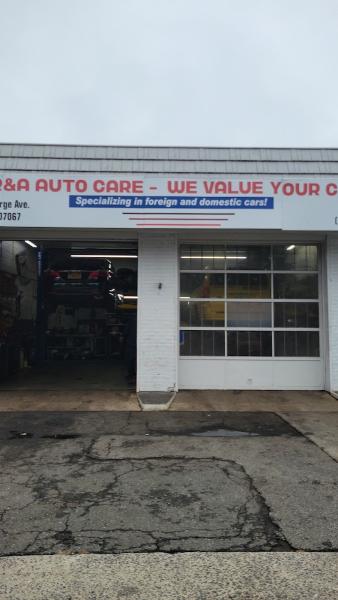 R&A AUTO CARE - WE VALUE YOUR C
Specializing in foreign and domestic cars!
rge Ave.
07067
(